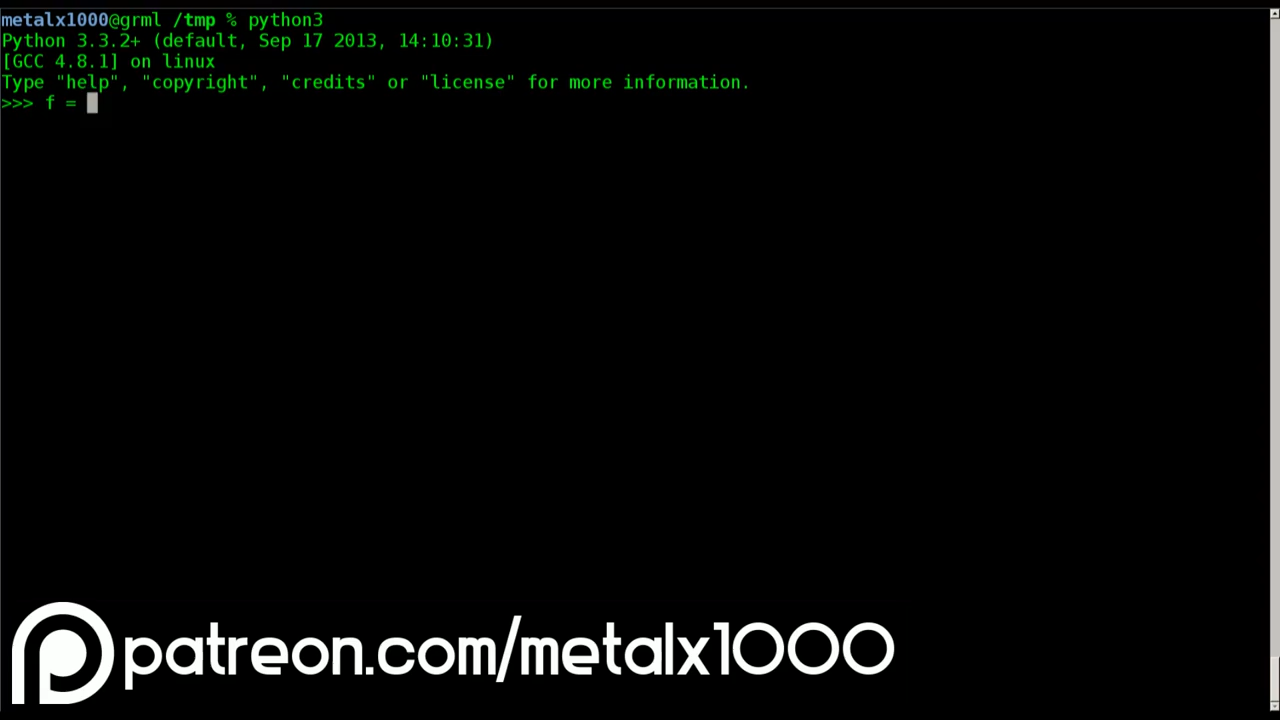 metalx1000@grml /tmp % python3
Python 3.3.2+ (default, Sep 17 2013, 14:10:31)
[GCC 4.8.1] on linux
Type "help", "copyright", "credits" or "license" for more information.
>>> f =
patreon.com/metalx1000